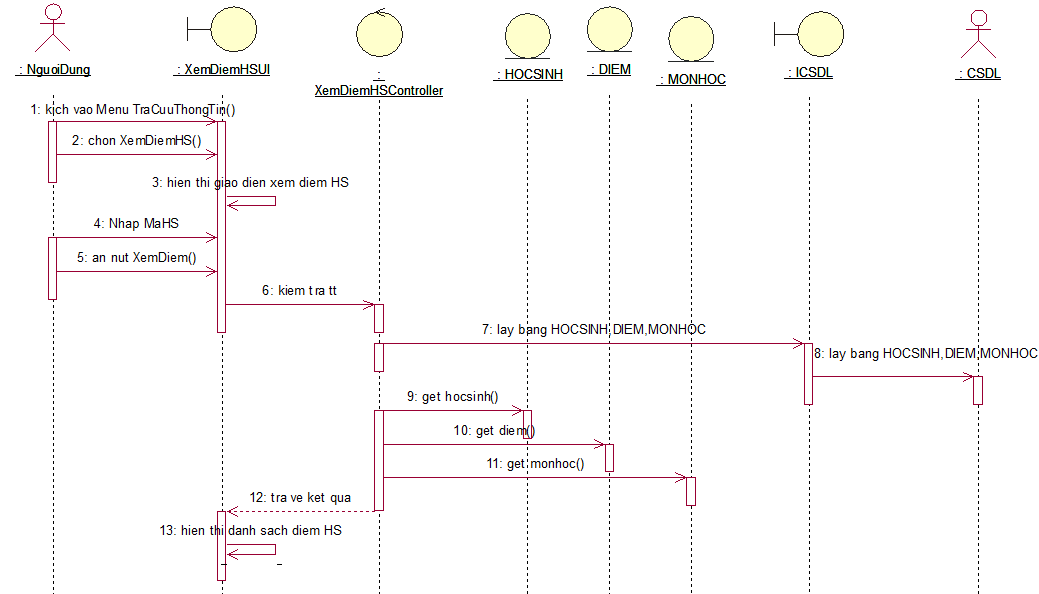 : NguoiDung
: XemDiemHSUI
:
XemDiemHSController
: HOCSINH
: DIEM
: MONHOC
: ICSDL
: CSDL
1: kich vao Menu TraCuuThongTin()
2: chon XemDiemHS()
3: hien thi giao dien xem diem HS
4: Nhap MaHS
5: an nut XemDiem()
6: kiem tra tt
7: lay bang HOCSINH,DIEM,MONHOC
8: lay bang HOCSINH,DIEM,MONHOC
9: get hocsinh()
10: get diem()
11: get monhoc()
12: tra ve ket qua
13: hien thi danh sach diem HS